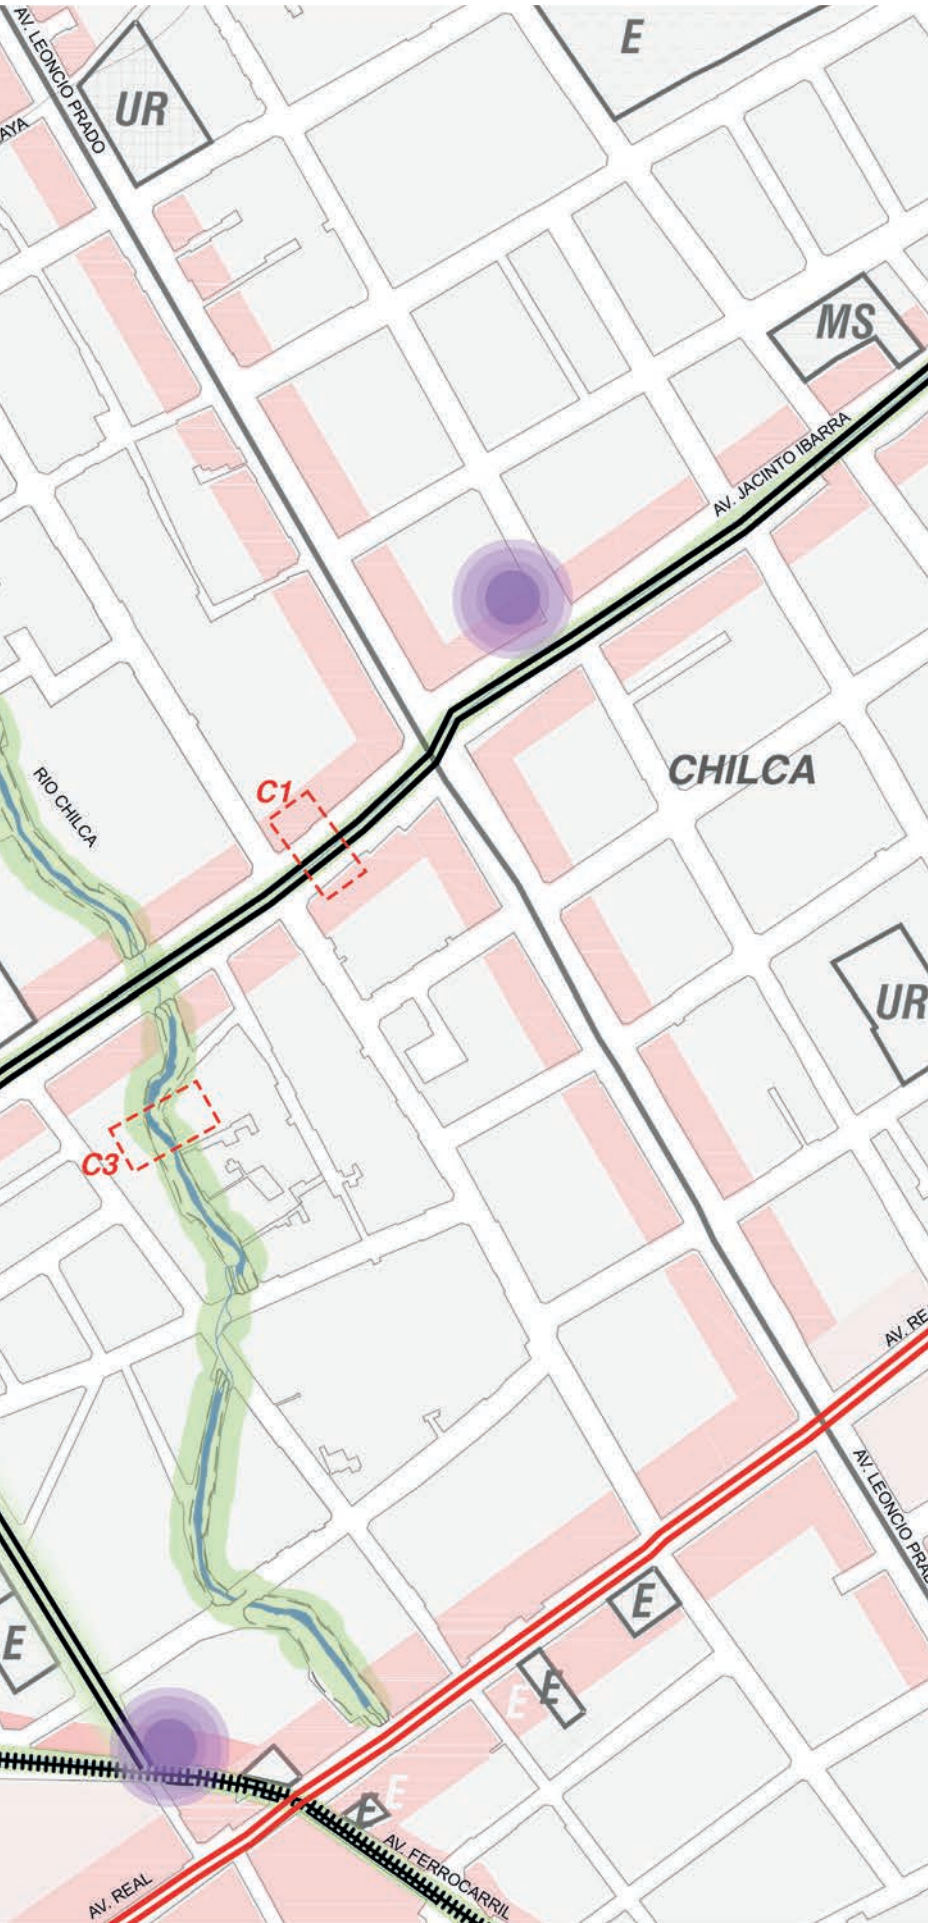 E
AV. LEONCIO PRADO
UR
AYA
MS
AV. JACINTO IBARRA
CHILCA
C1
RIO CHILCA
UR
C3
AV. RE
AV. LEONCIO PRAD
E
E
E
E
E
E
AV. FERROCARRIL
AV. REAL